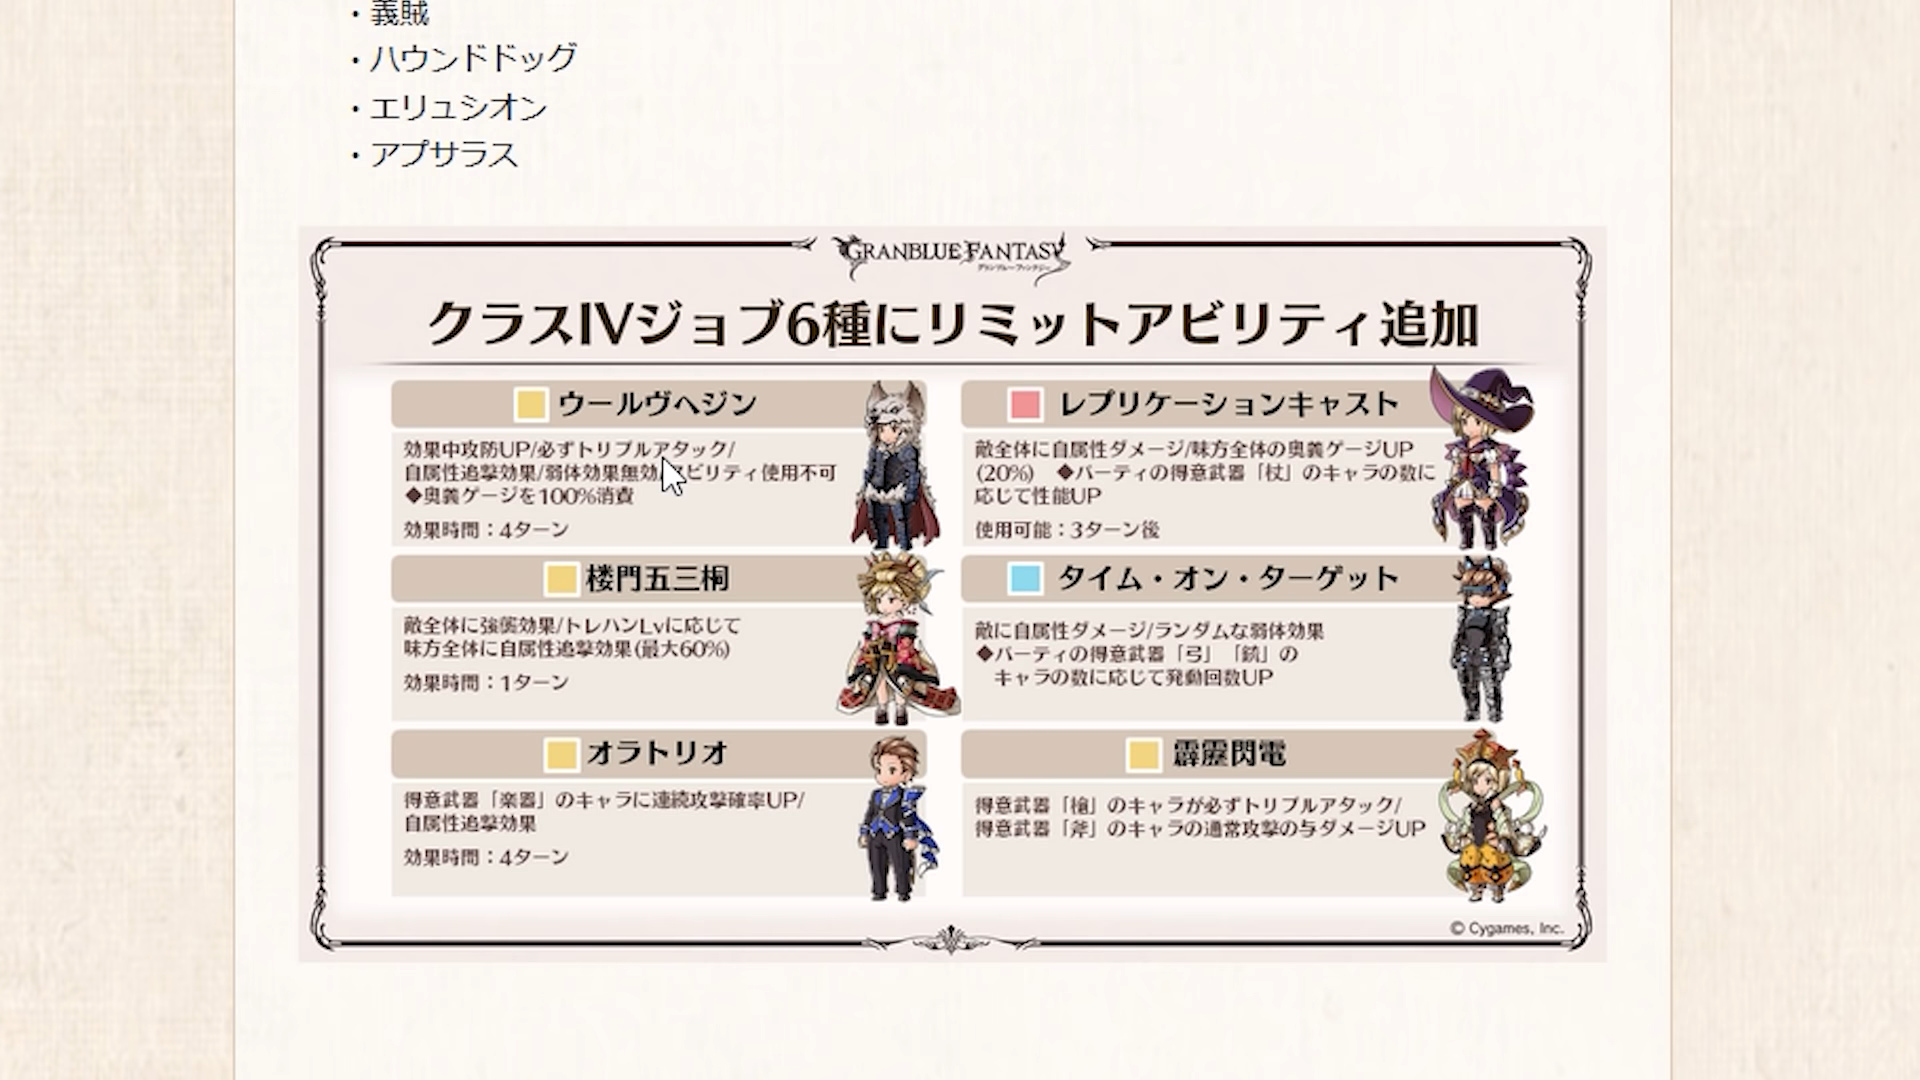 ・義賊
・ハウンドドッグ
・エリュシオン
・アプサラス
GRANBLUE FANTASY
グランブルーファンタジー
クラスIVジョブ6種にリミットアビリティ追加
ウールヴヘジン
効果中攻防UP/必ずトリプルアタック/
自属性追撃効果/弱体効果無効 ビリティ使用不可
◆奥義ゲージを100%消費
効果時間：4ターン
レプリケーションキャスト
敵全体に自属性ダメージ/味方全体の奥義ゲージUP
(20%) ◆パーティの得意武器「杖」のキャラの数に
応じて性能UP
使用可能：3ターン後
楼門五三桐
敵全体に強襲効果/トレハンLvに応じて
味方全体に自属性追撃効果(最大60%)
効果時間：1ターン
タイム・オン・ターゲット
敵に自属性ダメージ/ランダムな弱体効果
◆パーティの得意武器「弓」「銃」の
キャラの数に応じて発動回数UP
オラトリオ
得意武器「楽器」のキャラに連続攻撃確率UP/
自属性追撃効果
効果時間：4ターン
霹靂閃電
得意武器「槍」のキャラが必ずトリプルアタック/
得意武器「斧」のキャラの通常攻撃の与ダメージUP
© Cygames, Inc.